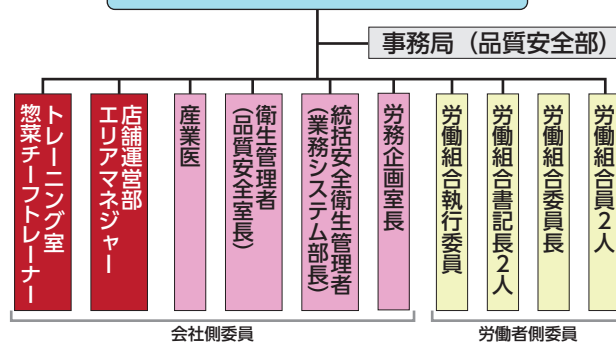 事務局（品質安全部）
トレーニング室
惣菜チーフトレーナー
店舗運営部
エリアマネジャー
産業医
衛生管理者
（品質安全室長）
統括安全衛生管理者
（業務システム部長）
労務企画室長
労働組合執行委員
労働組合書記長2人
労働組合委員長
労働組合員2人
会社側委員
労働者側委員